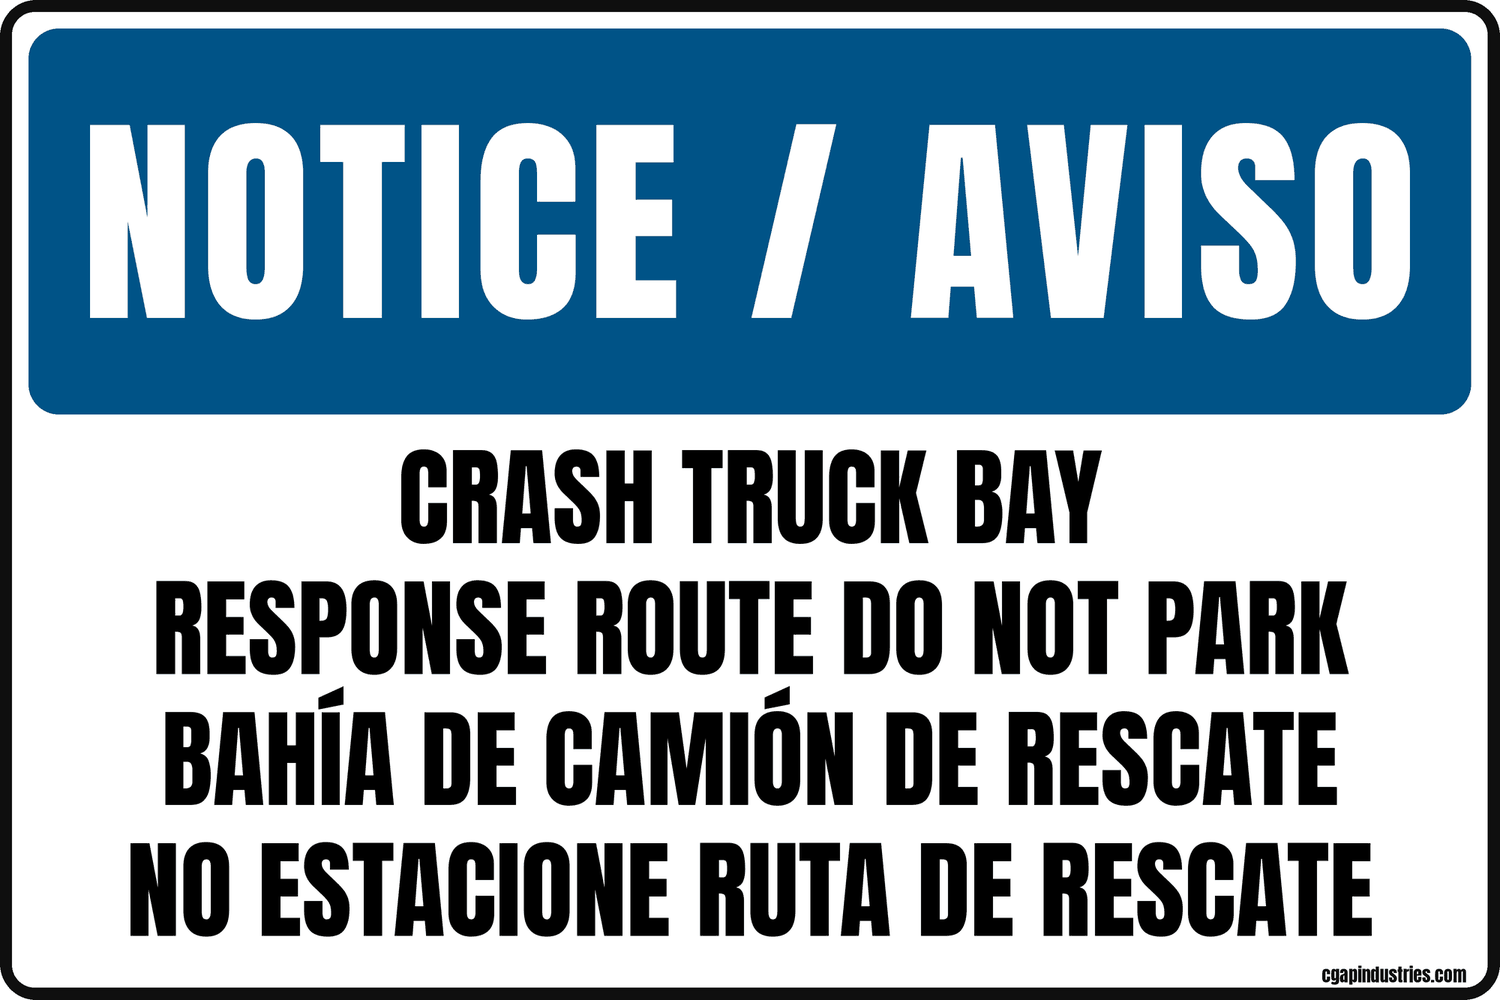 NOTICE / AVISO
CRASH TRUCK BAY
RESPONSE ROUTE DO NOT PARK
BAHÍA DE CAMIÓN DE RESCATE
NO ESTACIONE RUTA DE RESCATE
cgapindustries.com